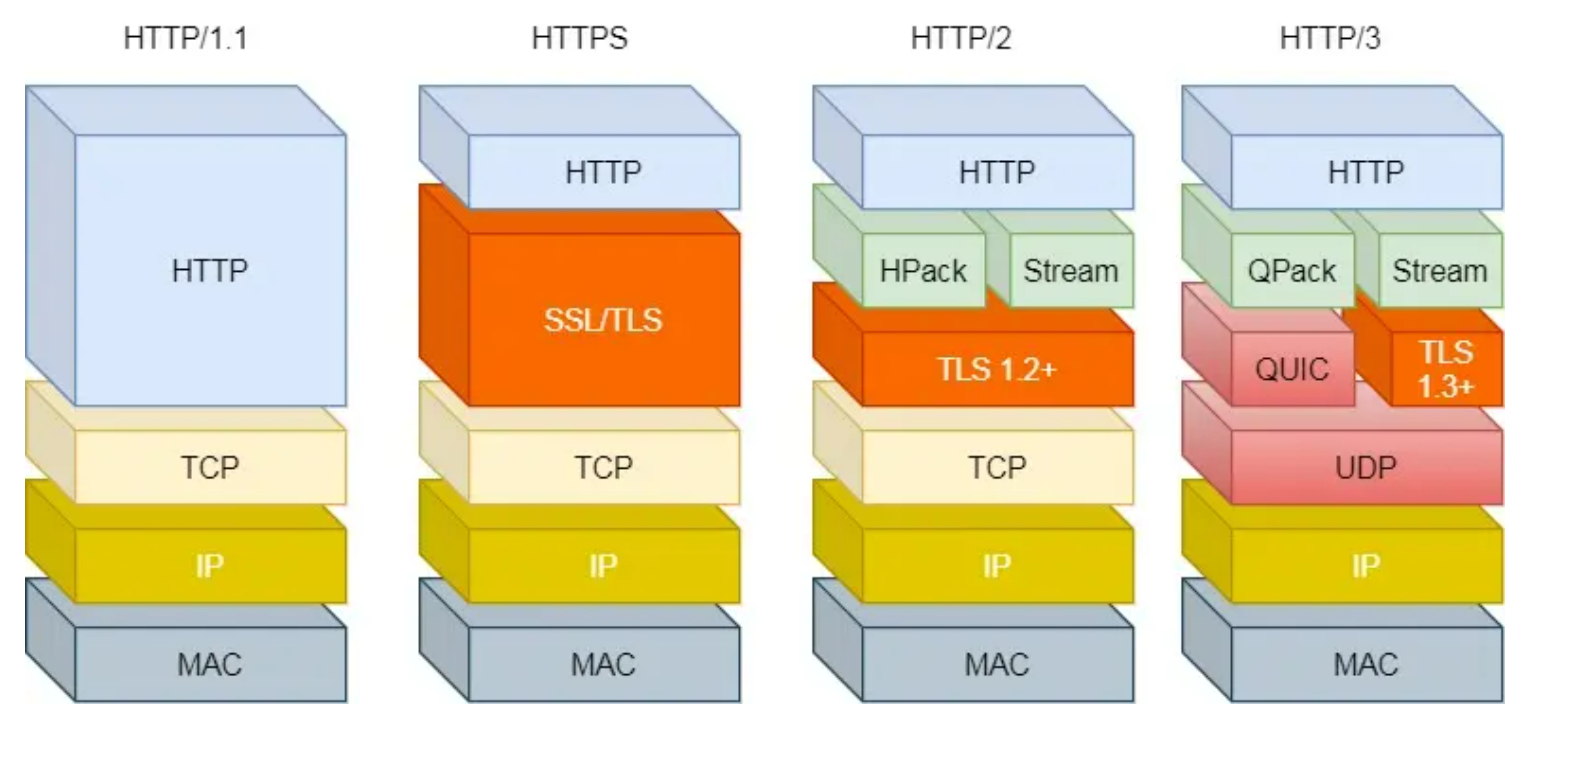 HTTP/1.1
HTTP
TCP
IP
MAC
HTTPS
HTTP
SSL/TLS
TCP
IP
MAC
HTTP/2
HTTP
HPack
Stream
TLS 1.2+
TCP
IP
MAC
HTTP/3
HTTP
QPack
Stream
QUIC
TLS
1.3+
UDP
IP
MAC